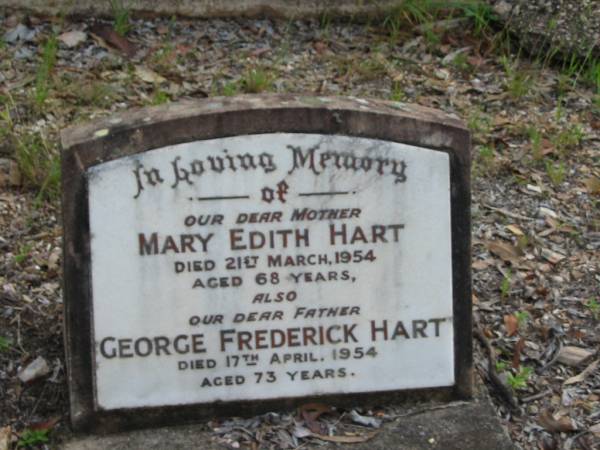 In Loving Memory
of
OUR DEAR MOTHER
MARY EDITH HART
DIED 21ST MARCH, 1954
AGED 68 YEARS,
ALSO
OUR DEAR FATHER
GEORGE FREDERICK HART
DIED 17TH APRIL. 1954
AGED 73 YEARS.